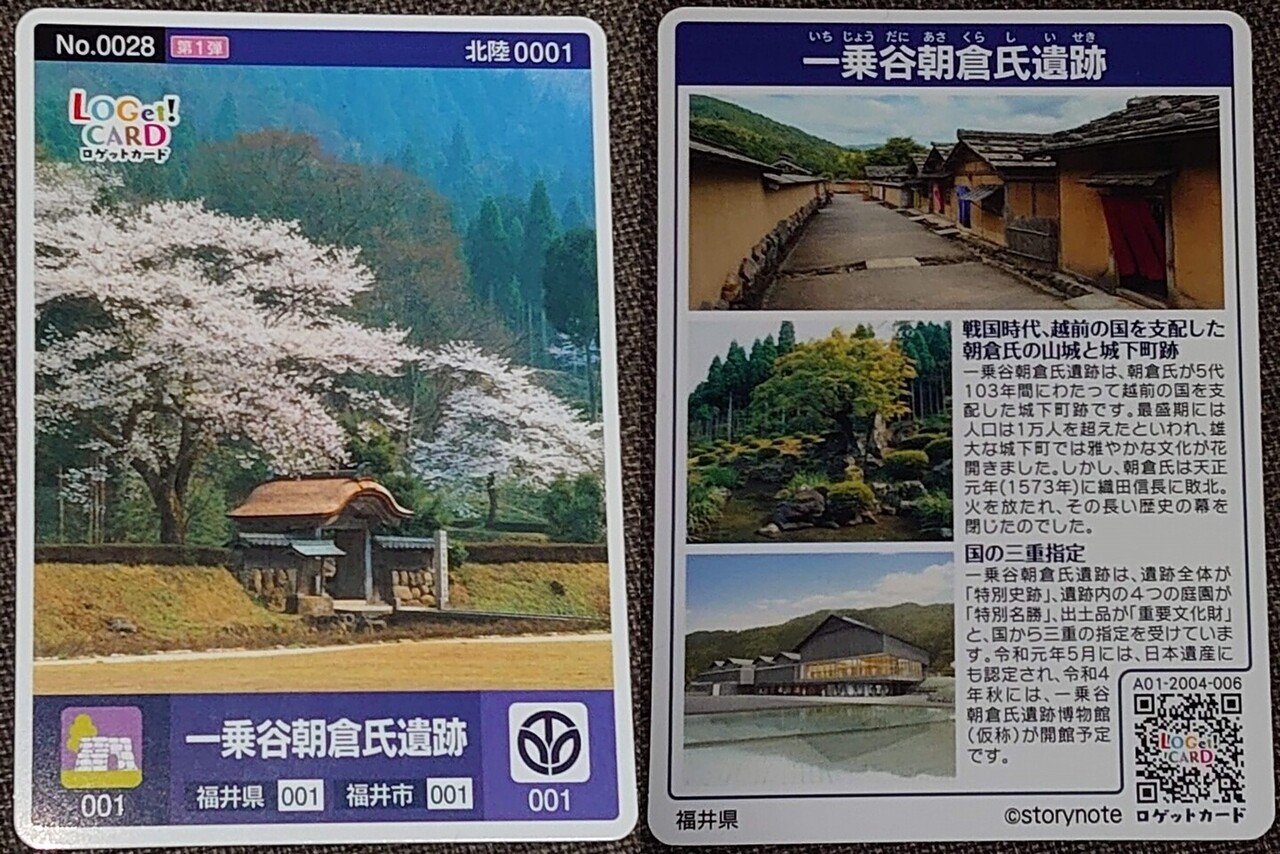 No.0028 第1弾 北陸0001
LOGet!
CARD
ロゲットカード
一乗谷朝倉氏遺跡
001 福井県 001 福井市 001 001
いちじょうだにあさくらしいせき
一乗谷朝倉氏遺跡
戦国時代、越前の国を支配した
朝倉氏の山城と城下町跡
一乗谷朝倉氏遺跡は、朝倉氏が5代
103年間にわたって越前の国を支
配した城下町跡です。最盛期には
人口は1万人を超えたといわれ、雄
大な城下町では雅やかな文化が花
開きました。しかし、朝倉氏は天正
元年(1573年)に織田信長に敗北。
火を放たれ、その長い歴史の幕を
閉じたのでした。
国の三重指定
一乗谷朝倉氏遺跡は、遺跡全体が
「特別史跡」、遺跡内の4つの庭園が
「特別名勝」、出土品が「重要文化財」
と、国から三重の指定を受けていま
す。令和元年5月には、日本遺産に
も認定され、令和4
年秋には、一乗谷
朝倉氏遺跡博物館
(仮称)が開館予定
です。
A01-2004-006
LOGet!
CARD
福井県 ©storynote ロゲットカード